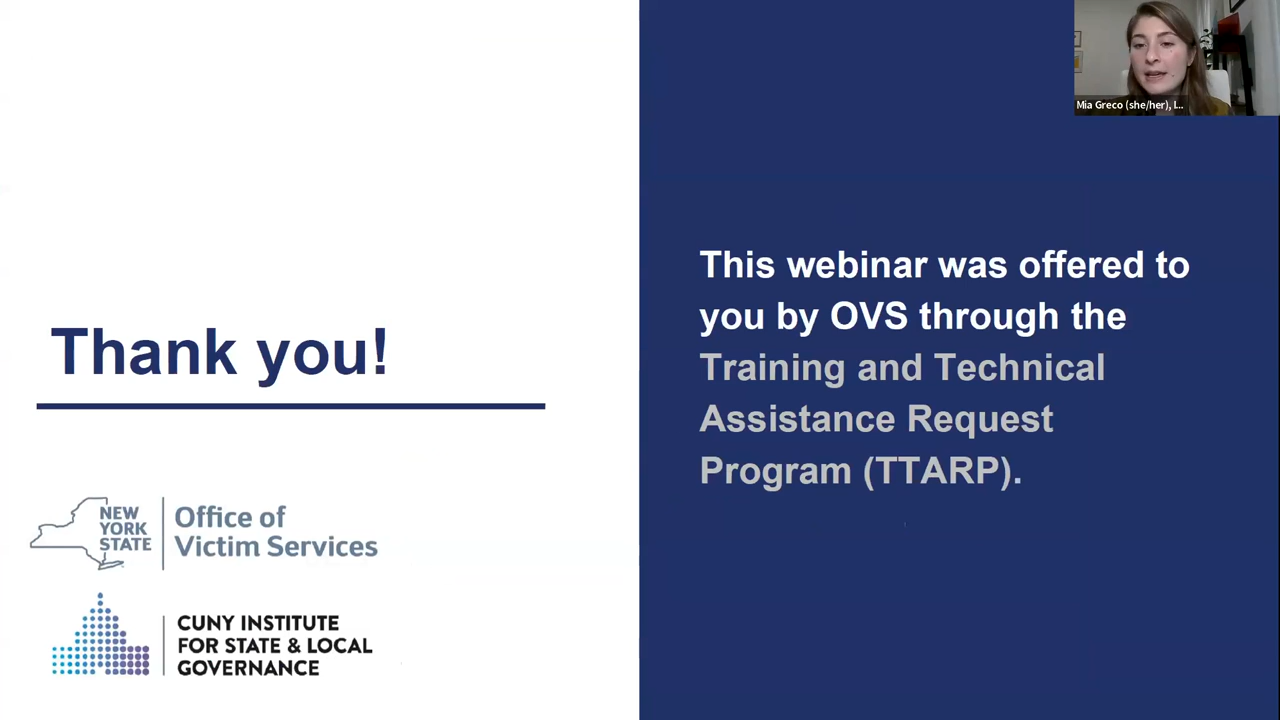 Mia Greco (she/her), I...
This webinar was offered to
you by OVS through the
Training and Technical
Assistance Request
Program (TTARP).
Thank you!
NEW
YORK
STATE
Office of
Victim Services
CUNY INSTITUTE
FOR STATE & LOCAL
GOVERNANCE